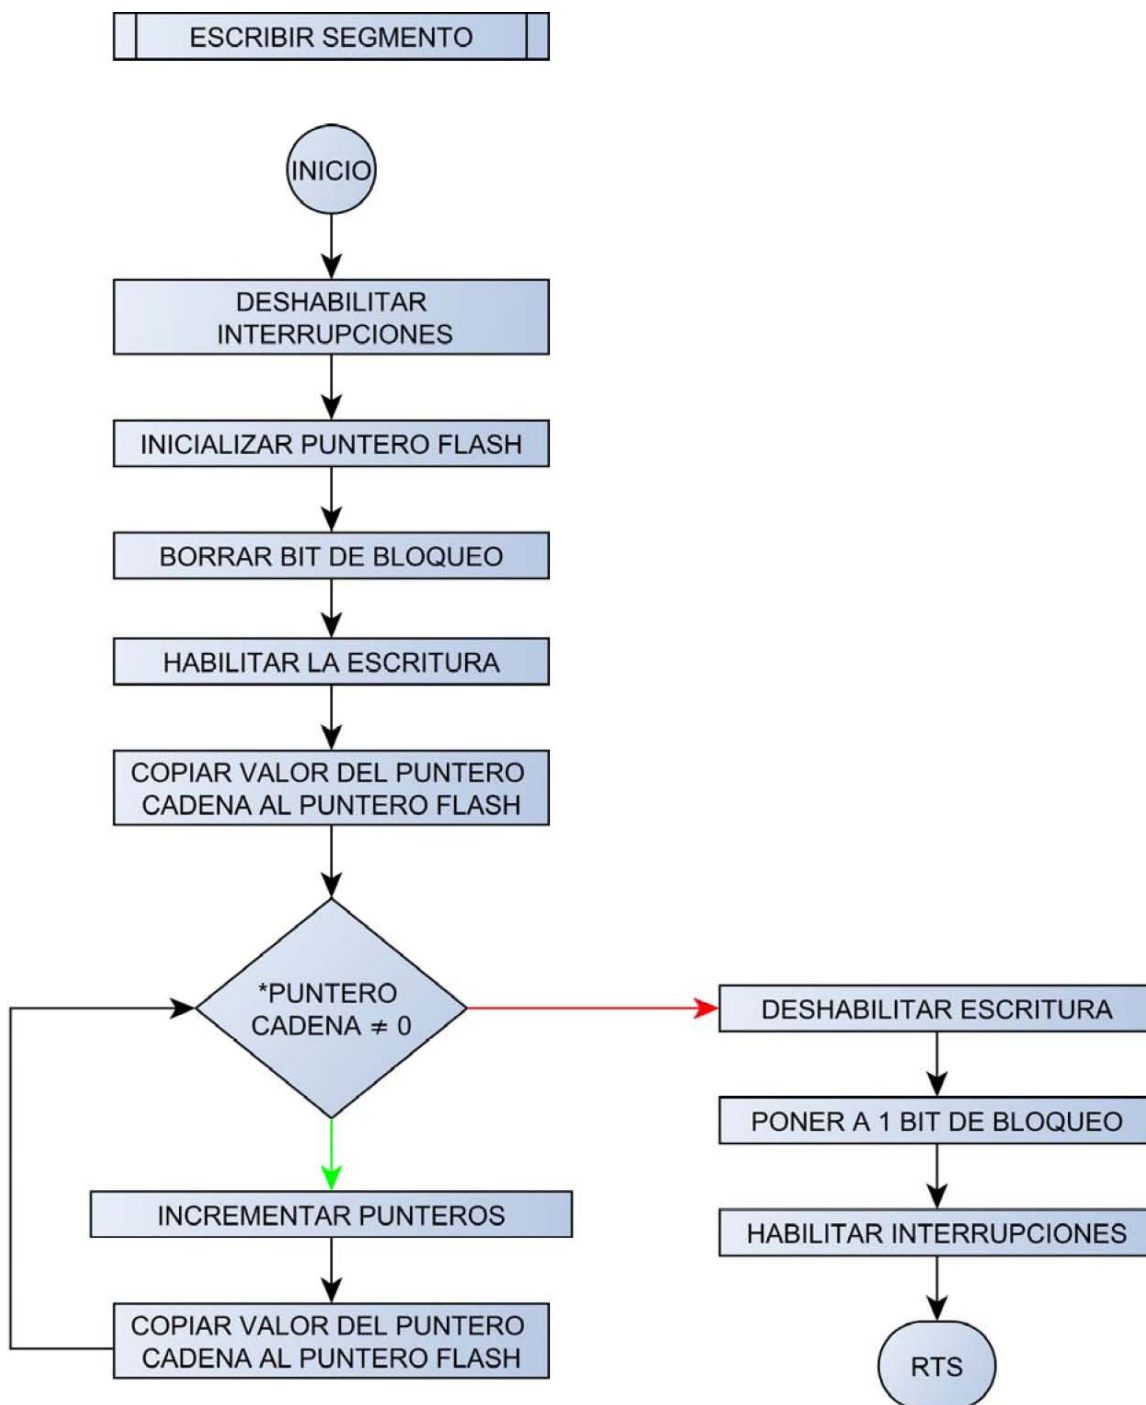 ESCRIBIR SEGMENTO
INICIO
DESHABILITAR
INTERRUPCIONES
INICIALIZAR PUNTERO FLASH
BORRAR BIT DE BLOQUEO
HABILITAR LA ESCRITURA
COPIAR VALOR DEL PUNTERO
CADENA AL PUNTERO FLASH
*PUNTERO
CADENA ≠ 0
INCREMENTAR PUNTEROS
COPIAR VALOR DEL PUNTERO
CADENA AL PUNTERO FLASH
DESHABILITAR ESCRITURA
PONER A 1 BIT DE BLOQUEO
HABILITAR INTERRUPCIONES
RTS